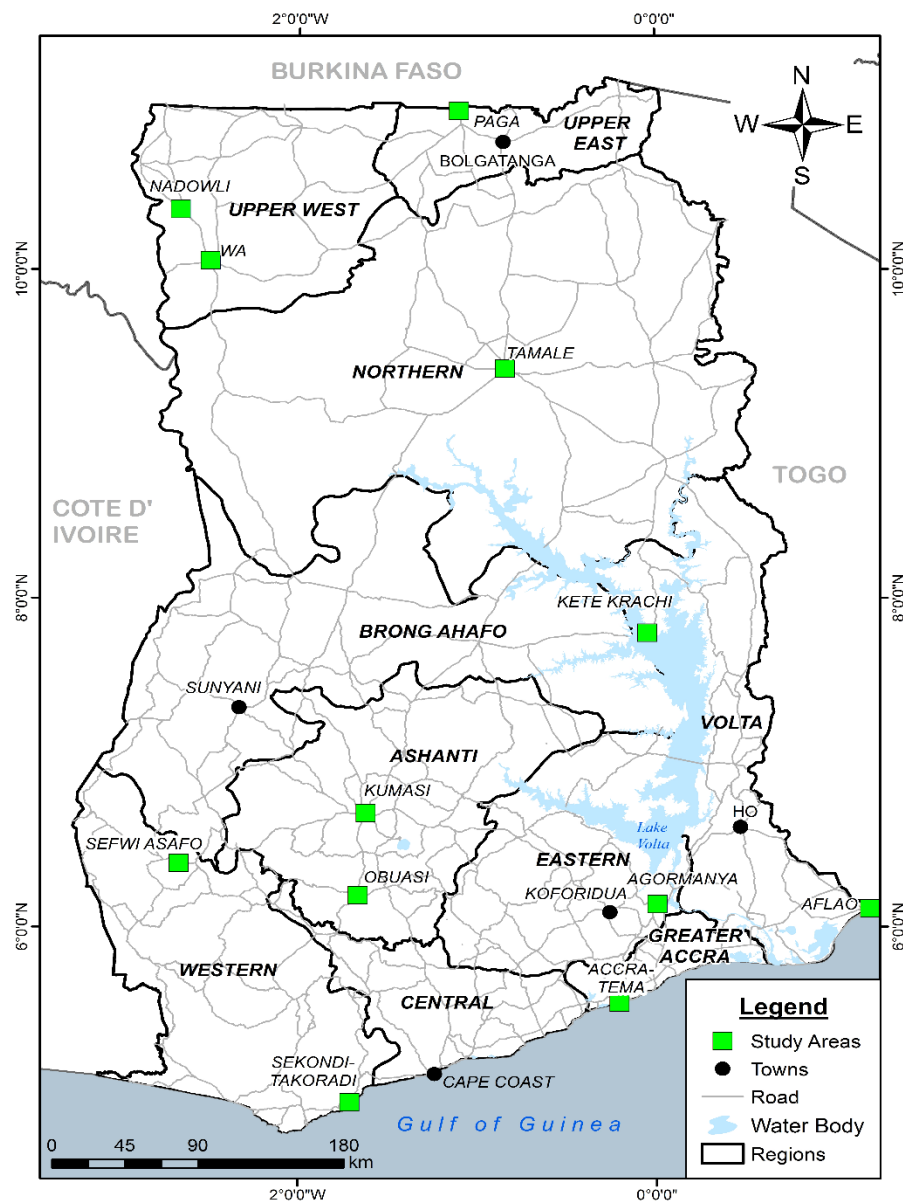 2°0'0"W
0°0'0"
BURKINA FASO
N
W
E
S
PAGA
UPPER
EAST
BOLGATANGA
NADOWLI
UPPER WEST
WA
10°0'0"N
10°0'0"N
TAMALE
NORTHERN
TOGO
COTE D'
IVOIRE
8°0'0"N
8°0'0"N
KETE KRACHI
BRONG AHAFO
SUNYANI
VOLTA
ASHANTI
KUMASI
HO
SEFWI ASAFO
Lake
Volta
OBUASI
EASTERN
AGORMANYA
KOFORIDUA
AFLAO
6°0'0"N
6°0'0"N
GREATER
ACCRA
WESTERN
ACCRA-
TEMA
CENTRAL
SEKONDI-
TAKORADI
CAPE COAST
Gulf of Guinea
Legend
Study Areas
Towns
Road
Water Body
Regions
0 45 90 180
km
2°0'0"W
0°0'0"